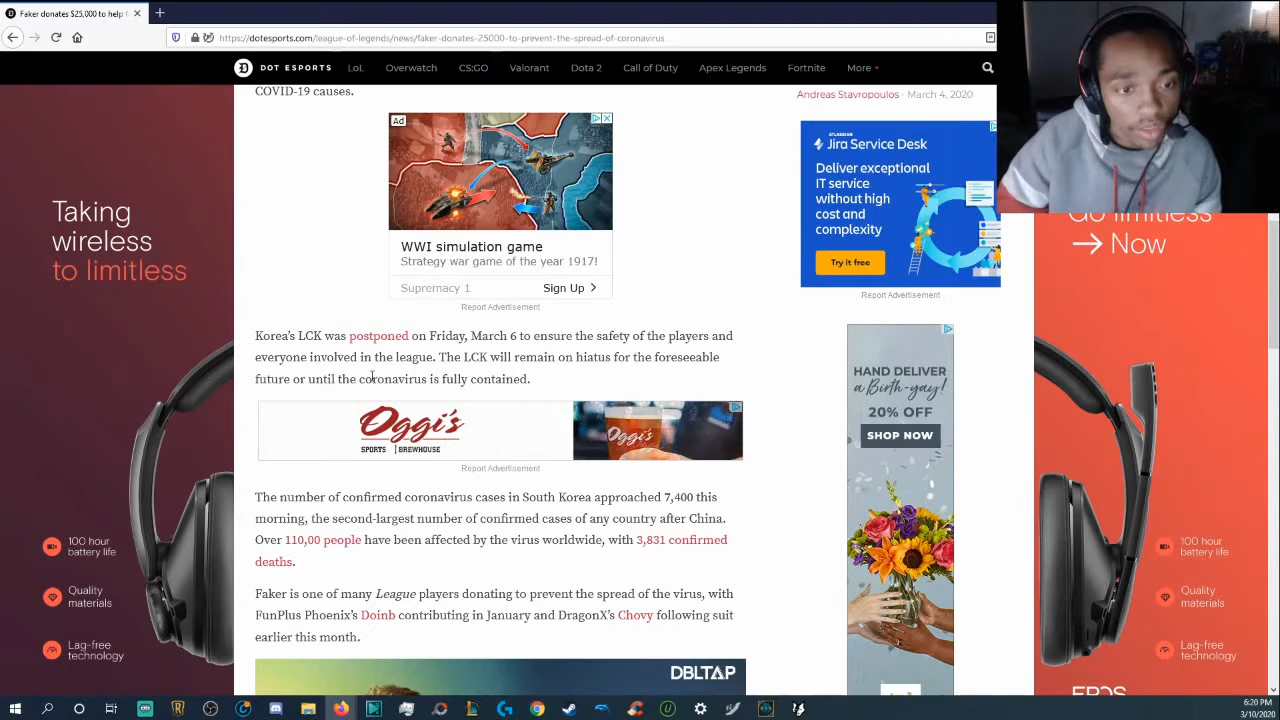 Faker donates $25,000 to help
https://dotesports.com/league-of-legends/news/faker-donates-25000-to-prevent-the-spread-of-coronavirus
DOT ESPORTS LoL Overwatch CS:GO Valorant Dota 2 Call of Duty Apex Legends Fortnite More
COVID-19 causes.
Andreas Stavropoulos · March 4, 2020
Ad
WWI simulation game
Strategy war game of the year 1917!
Supremacy 1 Sign Up
Report Advertisement
ATLASSIAN
Jira Service Desk
Deliver exceptional
IT service
without high
cost and
complexity
Try it free
Report Advertisement
Taking
wireless
to limitless
Go limitless
→ Now
Korea's LCK was postponed on Friday, March 6 to ensure the safety of the players and
everyone involved in the league. The LCK will remain on hiatus for the foreseeable
future or until the coronavirus is fully contained.
Oggi's
SPORTS BREWHOUSE
Oggi's
Report Advertisement
HAND DELIVER
a Birth-yay!
20% OFF
SHOP NOW
The number of confirmed coronavirus cases in South Korea approached 7,400 this
morning, the second-largest number of confirmed cases of any country after China.
Over 110,00 people have been affected by the virus worldwide, with 3,831 confirmed
deaths.
Faker is one of many League players donating to prevent the spread of the virus, with
FunPlus Phoenix's Doinb contributing in January and DragonX's Chovy following suit
earlier this month.
DBLTAP
100 hour
battery life
Quality
materials
Lag-free
technology
100 hour
battery life
Quality
materials
Lag-free
technology
EPOS
6:20 PM
3/10/2020